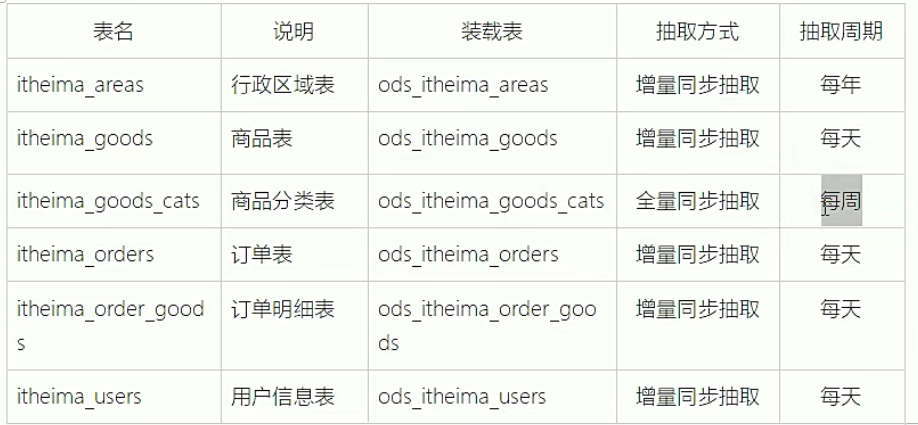 表名 说明 装载表 抽取方式 抽取周期
itheima_areas 行政区域表 ods_itheima_areas 增量同步抽取 每年
itheima_goods 商品表 ods_itheima_goods 增量同步抽取 每天
itheima_goods_cats 商品分类表 ods_itheima_goods_cats 全量同步抽取 每周
itheima_orders 订单表 ods_itheima_orders 增量同步抽取 每天
itheima_order_good 订单明细表 ods_itheima_order_goo 增量同步抽取 每天
s ds
itheima_users 用户信息表 ods_itheima_users 增量同步抽取 每天